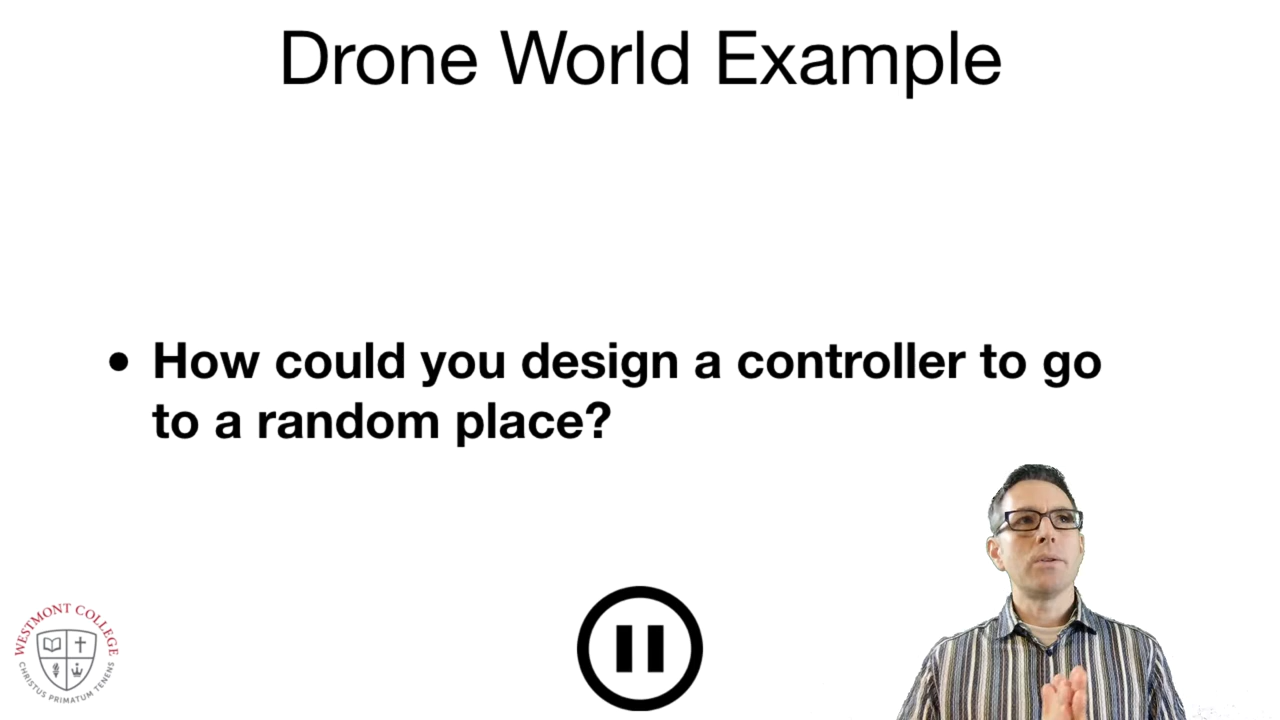 Drone World Example
• How could you design a controller to go
to a random place?
WESTMONT COLLEGE
CHRISTUS PRIMATUM TENENS